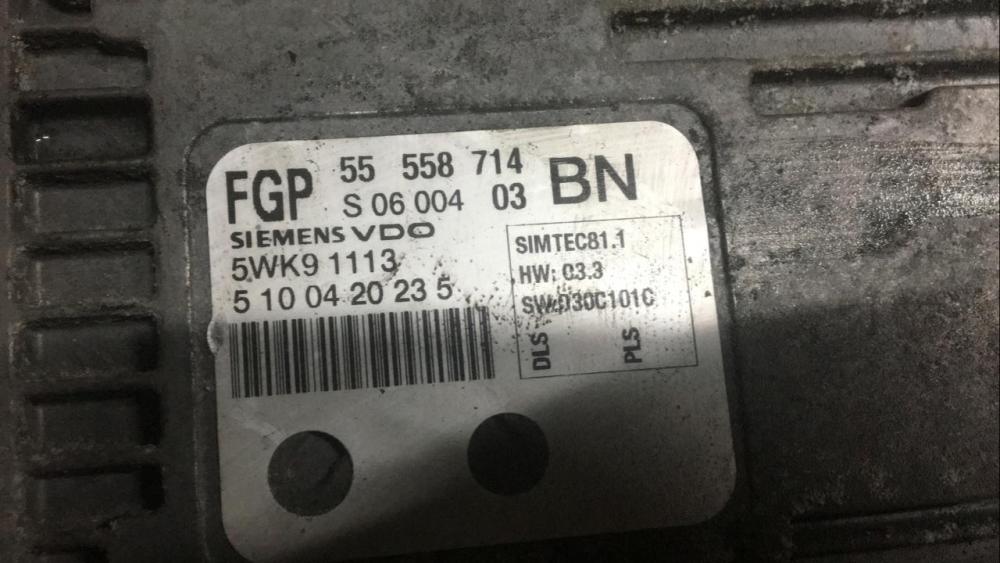 FGP 55 558 714 BN
S 06 004 03
SIEMENS VDO
5WK9 1113
5 10 04 20 23 5
SIMTEC81.1
HW: 03.3
SW:030C101C
DLS PLS